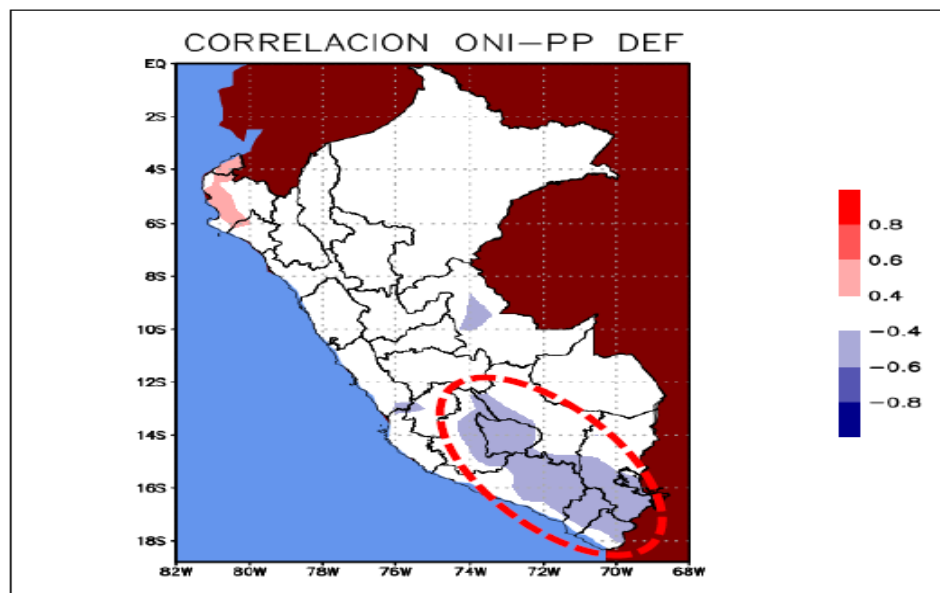 CORRELACION ONI-PP DEF
EQ
2S
4S
6S
8S
10S
12S
14S
16S
18S
82W 80W 78W 76W 74W 72W 70W 68W
0.8
0.6
0.4
-0.4
-0.6
-0.8